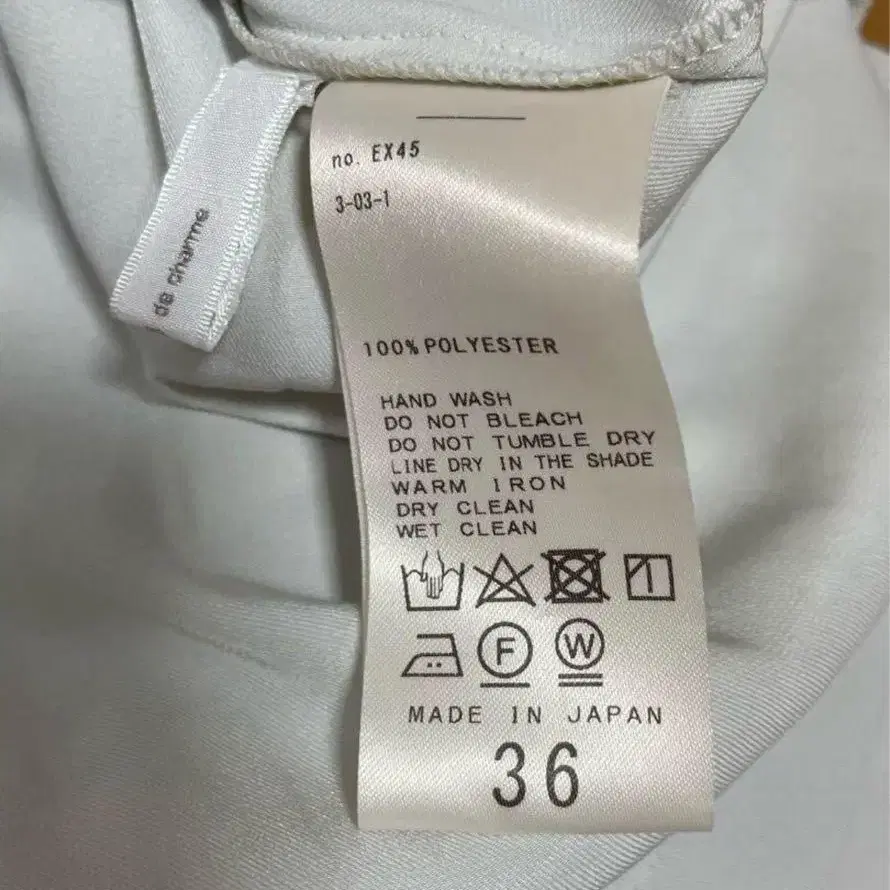 de charme
no. EX45
3-03-1
100% POLYESTER
HAND WASH
DO NOT BLEACH
DO NOT TUMBLE DRY
LINE DRY IN THE SHADE
WARM IRON
DRY CLEAN
WET CLEAN
F
W
MADE IN JAPAN
36